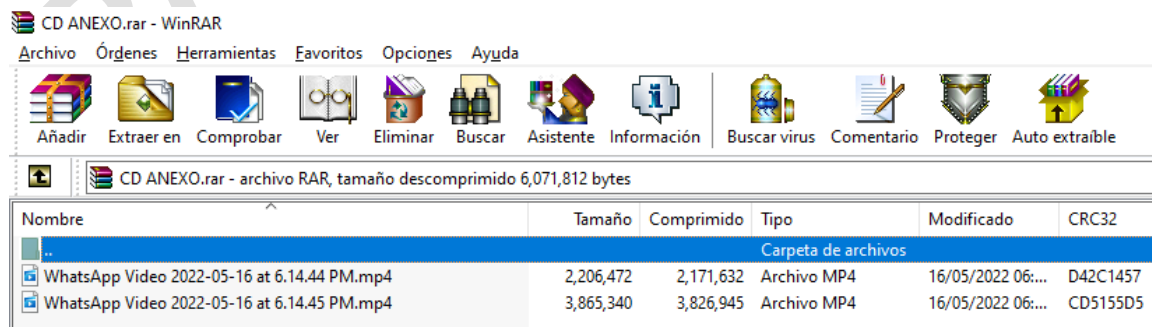 CD ANEXO.rar - WinRAR
Archivo Órdenes Herramientas Favoritos Opciones Ayuda
Añadir Extraer en Comprobar Ver Eliminar Buscar Asistente Información Buscar virus Comentario Proteger Auto extraíble
CD ANEXO.rar - archivo RAR, tamaño descomprimido 6,071,812 bytes
Nombre Tamaño Comprimido Tipo Modificado CRC32
.. Carpeta de archivos
WhatsApp Video 2022-05-16 at 6.14.44 PM.mp4 2,206,472 2,171,632 Archivo MP4 16/05/2022 06:... D42C1457
WhatsApp Video 2022-05-16 at 6.14.45 PM.mp4 3,865,340 3,826,945 Archivo MP4 16/05/2022 06:... CD5155D5